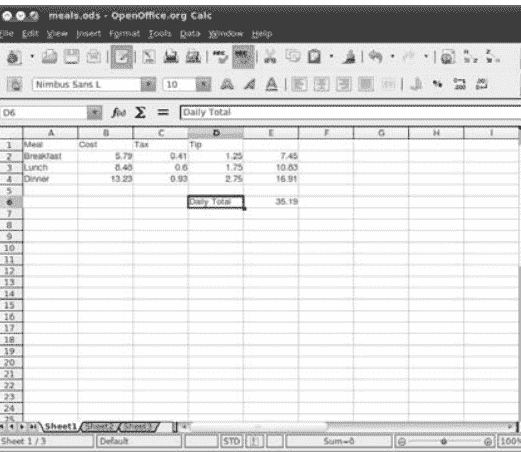 meals.ods - OpenOffice.org Calc
File Edit View Insert Format Tools Data Window Help
Nimbus Sans L 10
D6 f(x) Σ = Daily Total
A B C D E F G H I
1 Meal Cost Tax Tip
2 Breakfast 5.79 0.41 1.25 7.45
3 Lunch 8.48 0.6 1.75 10.83
4 Dinner 13.23 0.93 2.75 16.91
5
6 Daily Total 35.19
7
8
9
10
11
12
13
14
15
16
17
18
19
20
21
22
23
24
25
Sheet1 Sheet2 Sheet3
Sheet 1 / 3 Default STD Sum=0 100%